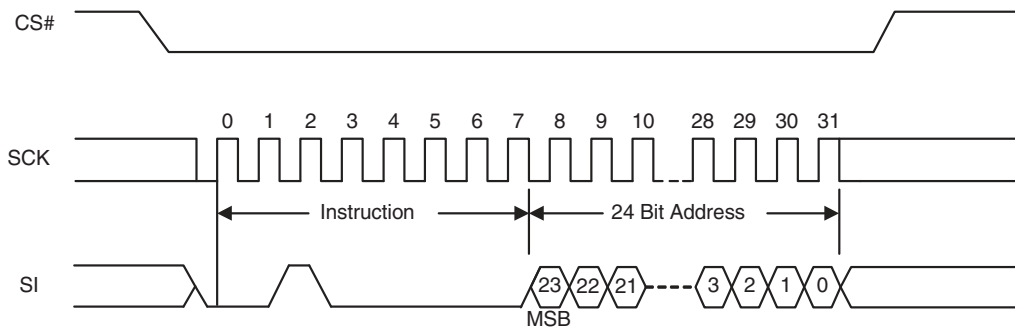 CS#
0 1 2 3 4 5 6 7 8 9 10 28 29 30 31
SCK
Instruction 24 Bit Address
SI
23 22 21 3 2 1 0
MSB